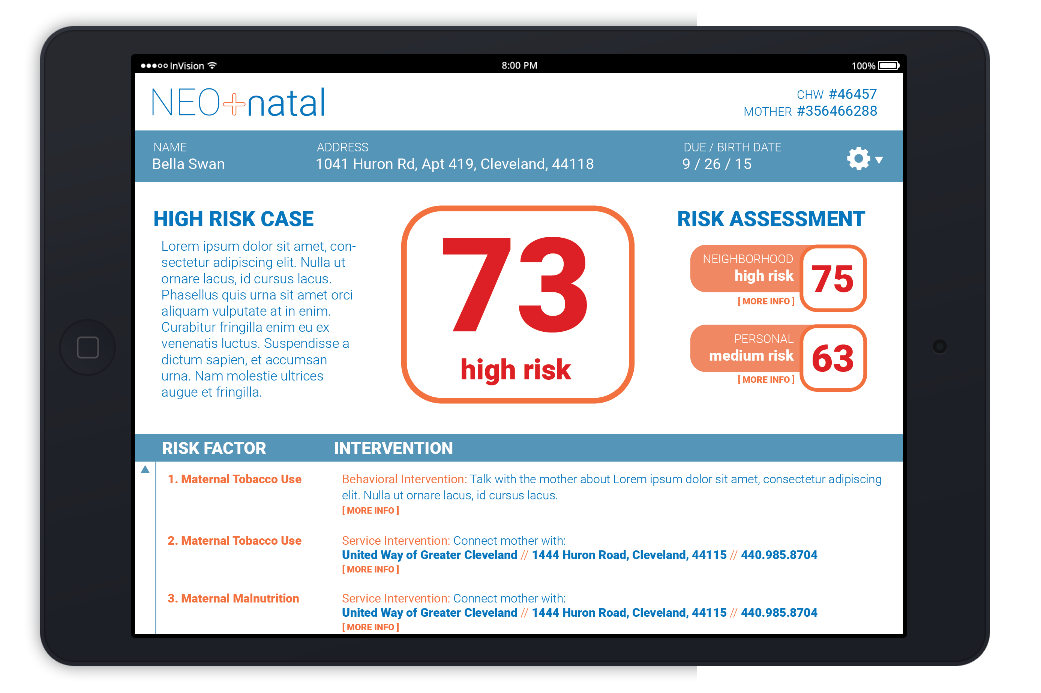 InVision
8:00 PM
100%
NEO+natal
CHW #46457
MOTHER #356466288
NAME
Bella Swan
ADDRESS
1041 Huron Rd, Apt 419, Cleveland, 44118
DUE / BIRTH DATE
9 / 26 / 15
HIGH RISK CASE
Lorem ipsum dolor sit amet, con-
sectetur adipiscing elit. Nulla ut
ornare lacus, id cursus lacus.
Phasellus quis urna sit amet orci
aliquam vulputate at in enim.
Curabitur fringilla enim eu ex
venenatis luctus. Suspendisse a
dictum sapien, et accumsan
urna. Nam molestie ultrices
augue et fringilla.
73
high risk
RISK ASSESSMENT
NEIGHBORHOOD
high risk
75
[ MORE INFO ]
PERSONAL
medium risk
63
[ MORE INFO ]
RISK FACTOR
INTERVENTION
1. Maternal Tobacco Use
Behavioral Intervention: Talk with the mother about Lorem ipsum dolor sit amet, consectetur adipiscing
elit. Nulla ut ornare lacus, id cursus lacus.
[ MORE INFO ]
2. Maternal Tobacco Use
Service Intervention: Connect mother with:
United Way of Greater Cleveland // 1444 Huron Road, Cleveland, 44115 // 440.985.8704
[ MORE INFO ]
3. Maternal Malnutrition
Service Intervention: Connect mother with:
United Way of Greater Cleveland // 1444 Huron Road, Cleveland, 44115 // 440.985.8704
[ MORE INFO ]